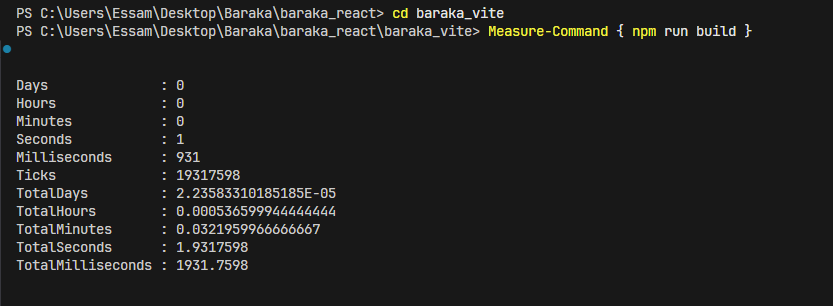 PS C:\Users\Essam\Desktop\Baraka\baraka_react> cd baraka_vite
PS C:\Users\Essam\Desktop\Baraka\baraka_react\baraka_vite> Measure-Command { npm run build }
Days              : 0
Hours             : 0
Minutes           : 0
Seconds           : 1
Milliseconds      : 931
Ticks             : 19317598
TotalDays         : 2.23583310185185E-05
TotalHours        : 0.000536599944444444
TotalMinutes      : 0.0321959966666667
TotalSeconds      : 1.9317598
TotalMilliseconds : 1931.7598